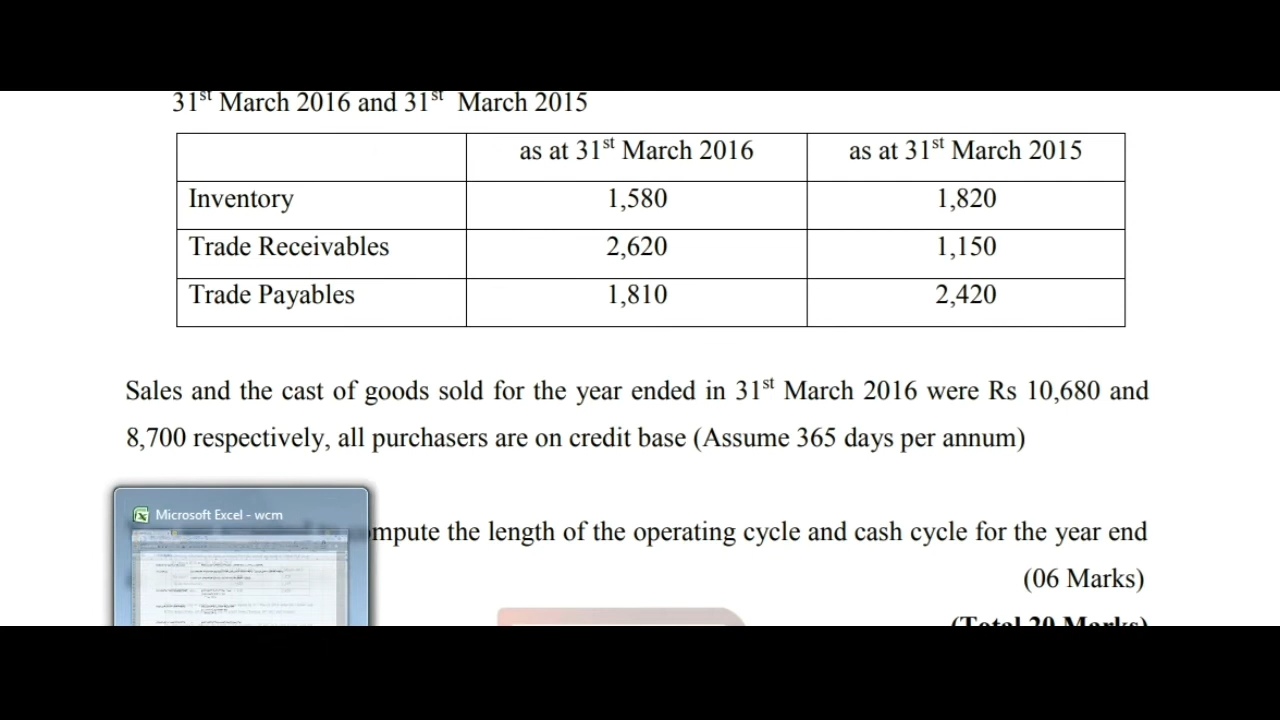 31st March 2016 and 31st March 2015
as at 31st March 2016 as at 31st March 2015
Inventory 1,580 1,820
Trade Receivables 2,620 1,150
Trade Payables 1,810 2,420
Sales and the cast of goods sold for the year ended in 31st March 2016 were Rs 10,680 and
8,700 respectively, all purchasers are on credit base (Assume 365 days per annum)
Microsoft Excel - wcm
the length of the operating cycle and cash cycle for the year end
(06 Marks)
(Total 20 Marks)